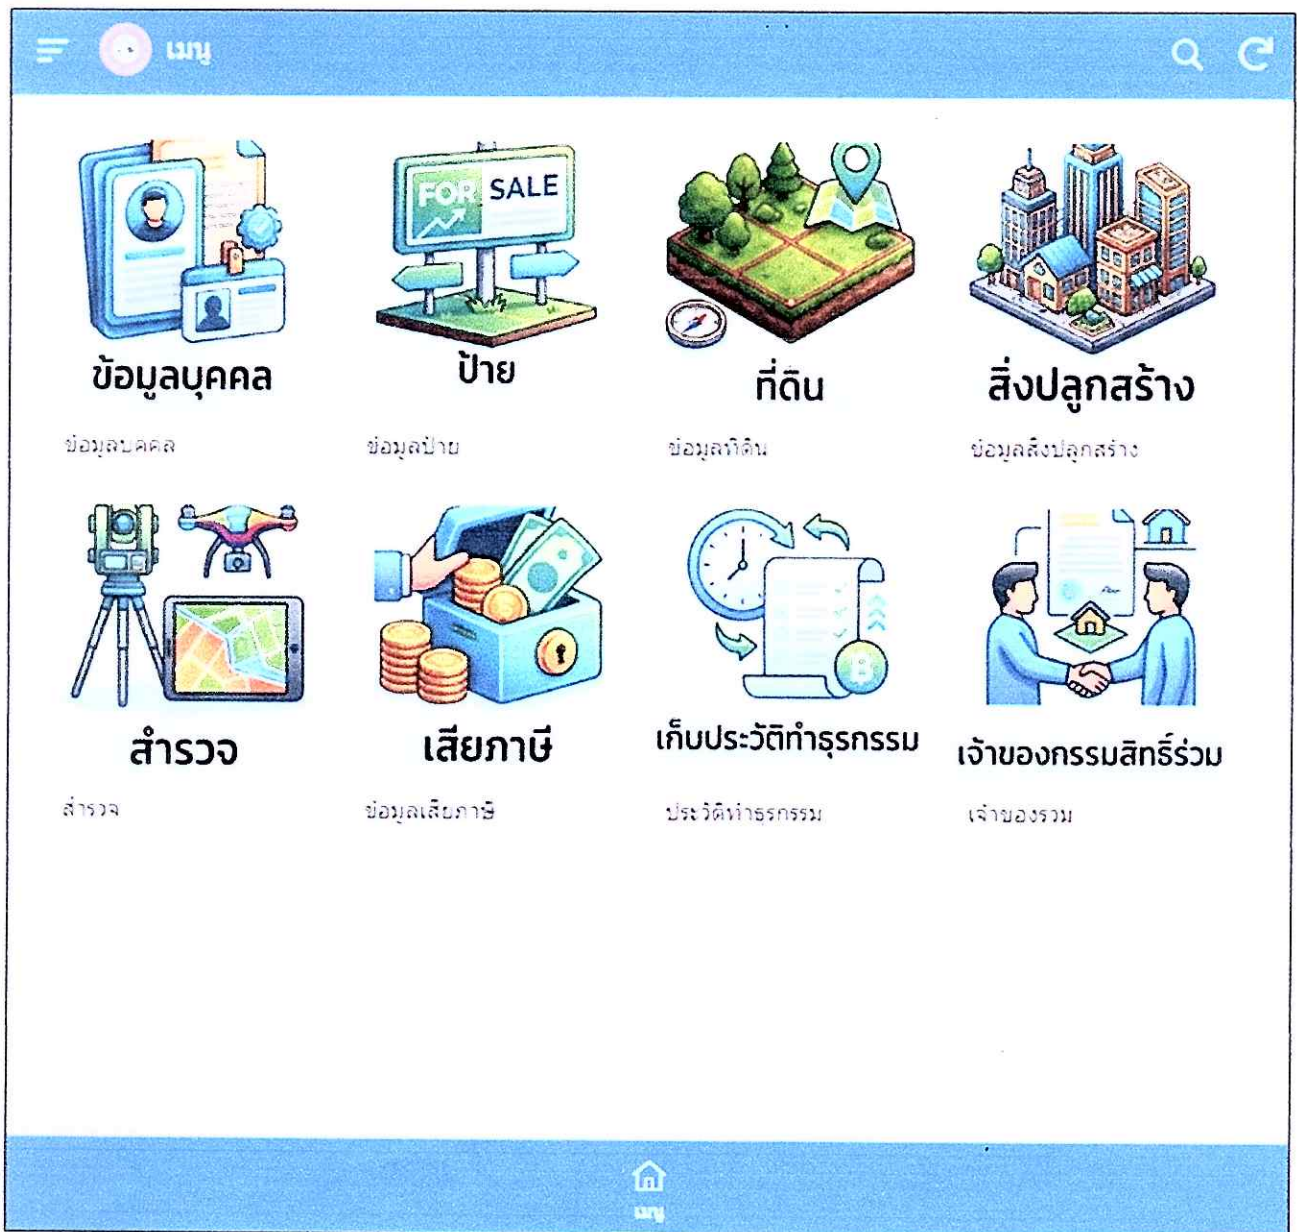 เมนู
FOR SALE
ข้อมูลบุคคล
ป้าย
ที่ดิน
สิ่งปลูกสร้าง
ข้อมูลบุคคล
ข้อมูลป้าย
ข้อมูลที่ดิน
ข้อมูลสิ่งปลูกสร้าง
สำรวจ
เสียภาษี
เก็บประวัติทำธุรกรรม
เจ้าของกรรมสิทธิ์ร่วม
สำรวจ
ข้อมูลเสียภาษี
ประวัติทำธุรกรรม
เจ้าของร่วม
เมนู